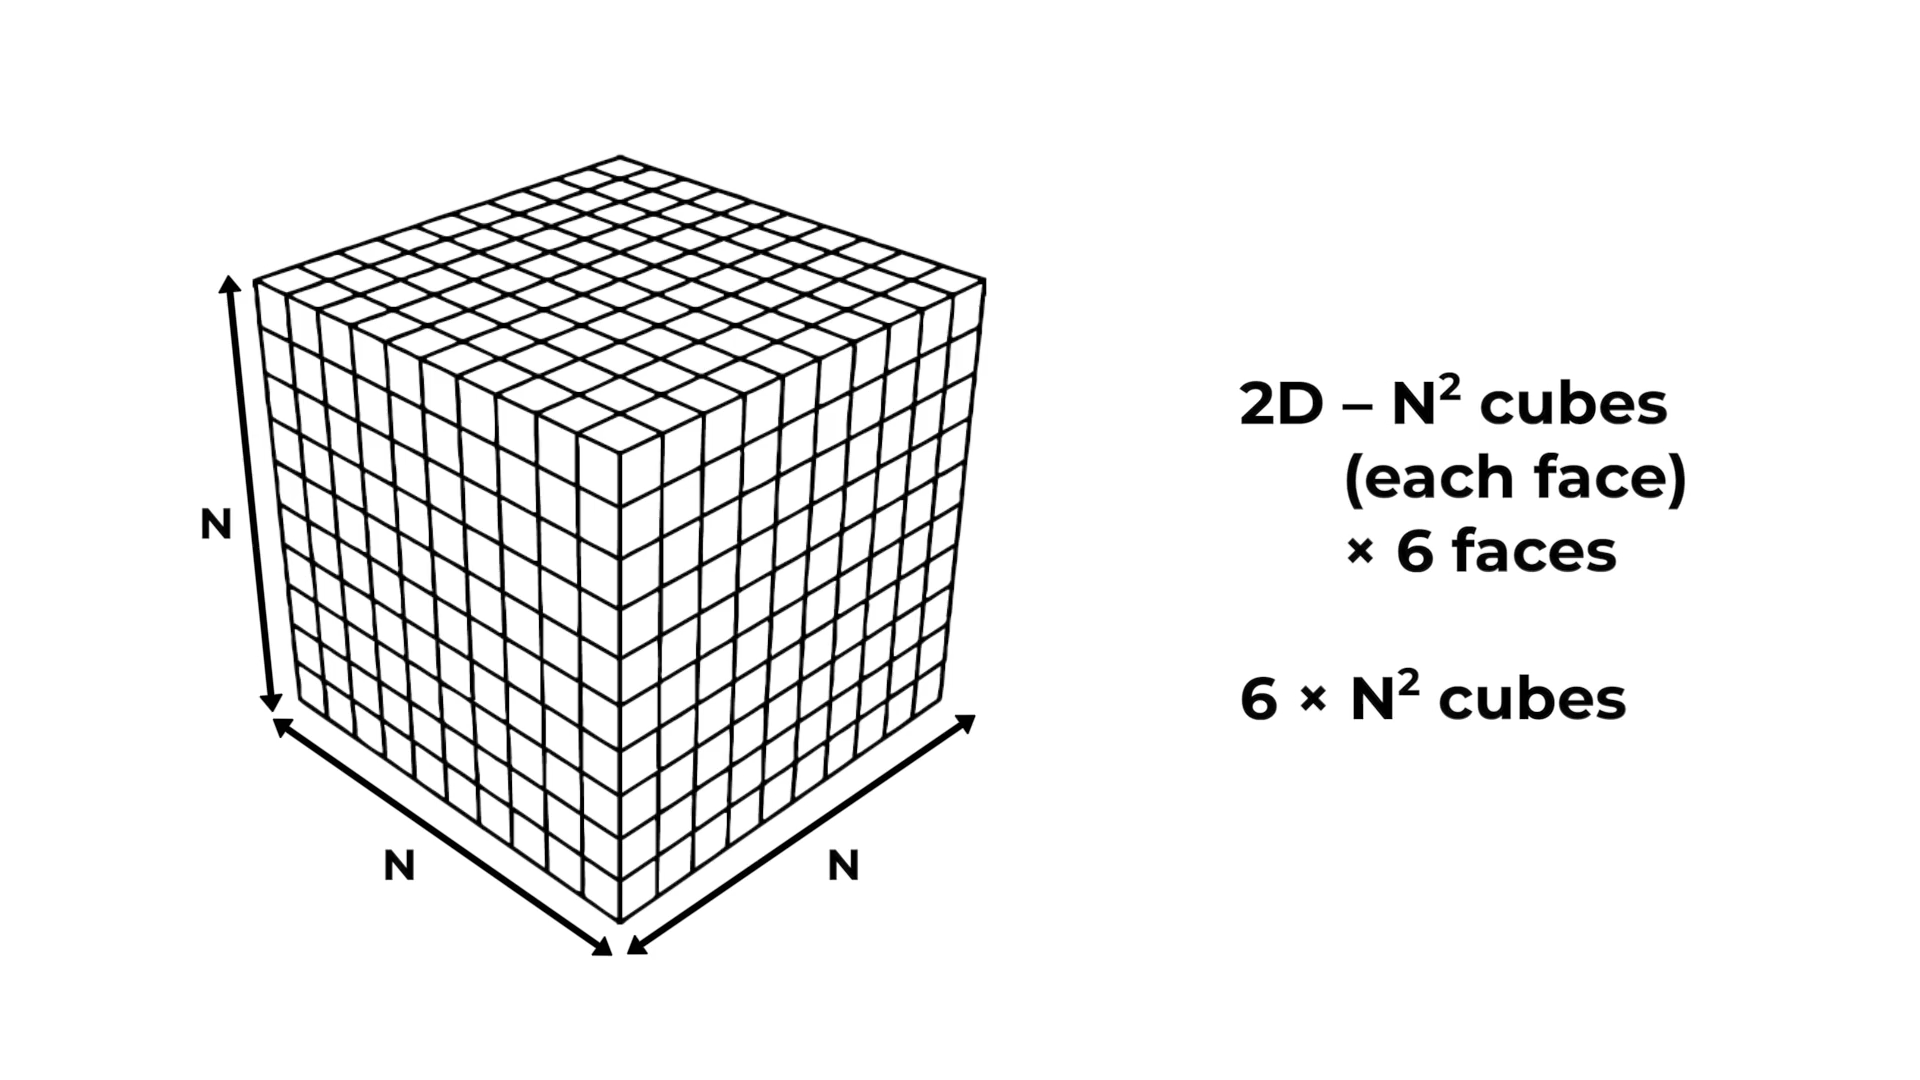 N
N
N
2D – N² cubes
(each face)
× 6 faces
6 × N² cubes